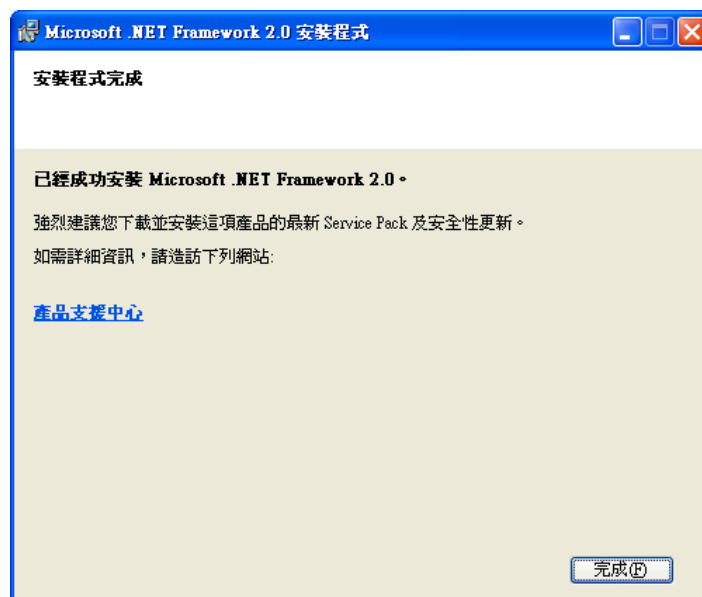 Microsoft .NET Framework 2.0 安裝程式
安裝程式完成
已經成功安裝 Microsoft .NET Framework 2.0。
強烈建議您下載並安裝這項產品的最新 Service Pack 及安全性更新。
如需詳細資訊，請造訪下列網站:
產品支援中心
完成(F)